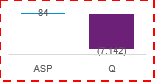 84
(7,142)
ASP
Q